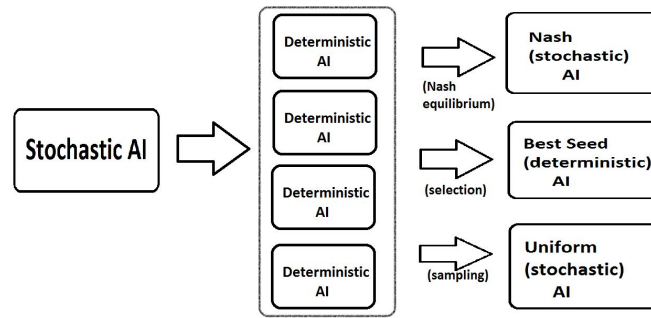 Stochastic AI
Deterministic
AI
Deterministic
AI
Deterministic
AI
Deterministic
AI
(Nash
equilibrium)
(selection)
(sampling)
Nash
(stochastic)
AI
Best Seed
(deterministic)
AI
Uniform
(stochastic)
AI